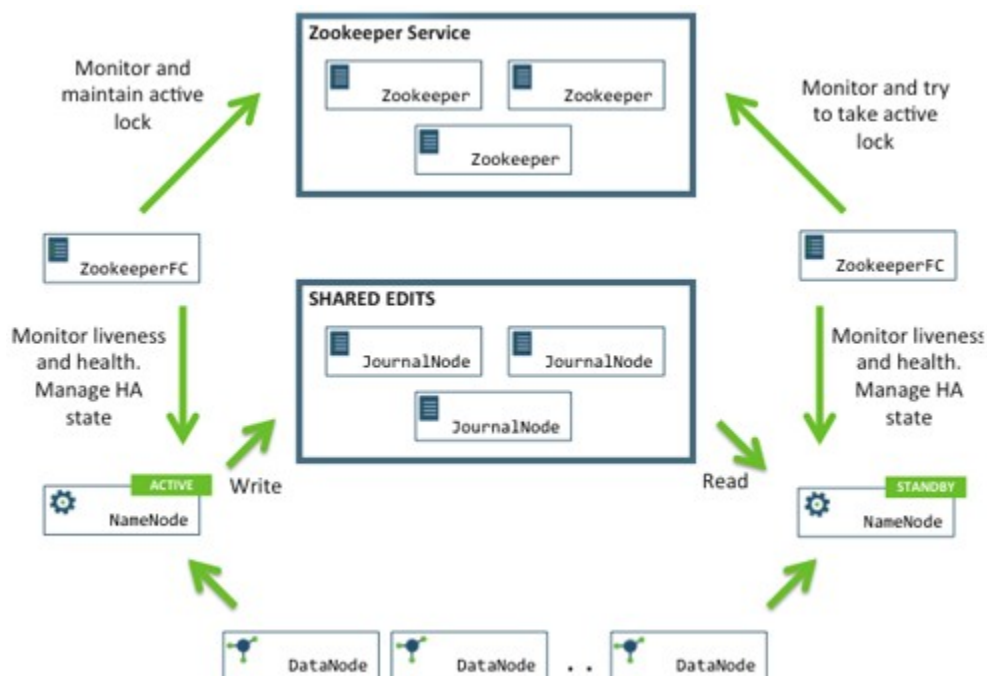 Zookeeper Service
Zookeeper
Zookeeper
Zookeeper
Monitor and
maintain active
lock
Monitor and try
to take active
lock
ZookeeperFC
ZookeeperFC
SHARED EDITS
JournalNode
JournalNode
JournalNode
Monitor liveness
and health.
Manage HA
state
Monitor liveness
and health.
Manage HA
state
Write
Read
ACTIVE
NameNode
STANDBY
NameNode
DataNode
DataNode
. .
DataNode